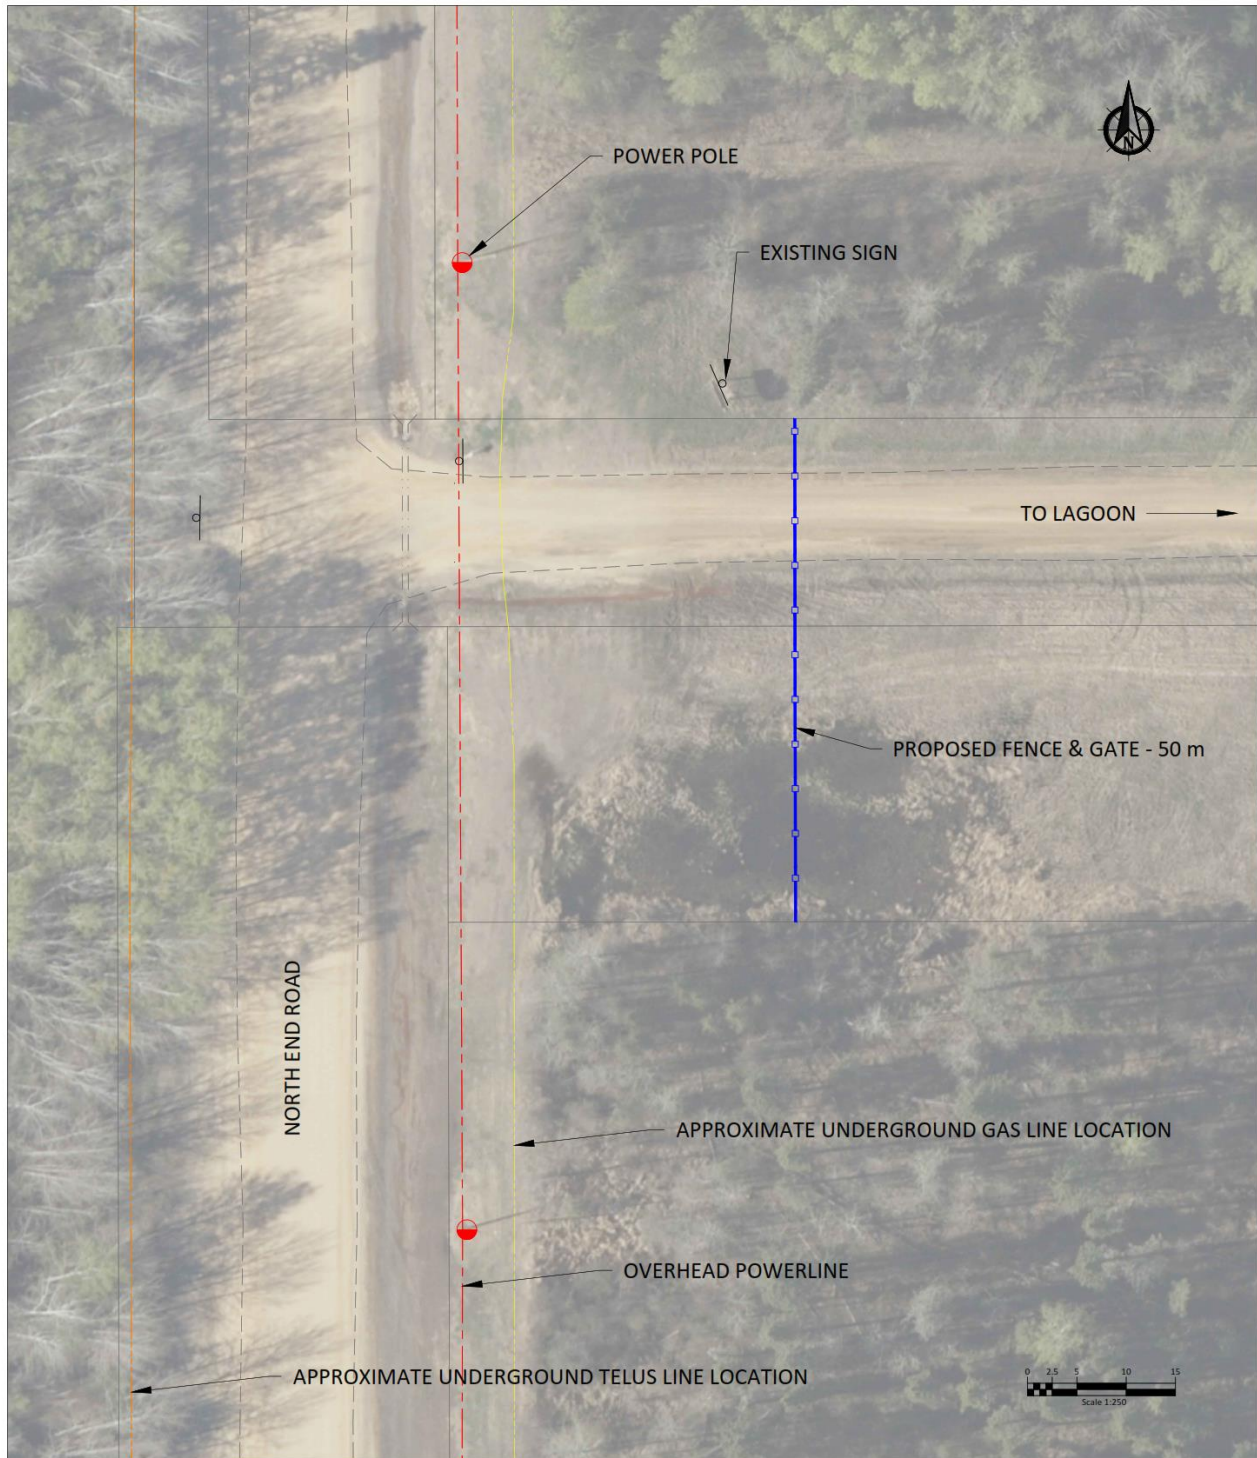 N
POWER POLE
EXISTING SIGN
TO LAGOON
PROPOSED FENCE & GATE - 50 m
NORTH END ROAD
APPROXIMATE UNDERGROUND GAS LINE LOCATION
OVERHEAD POWERLINE
APPROXIMATE UNDERGROUND TELUS LINE LOCATION
0 2.5 5 10 15
Scale 1:250